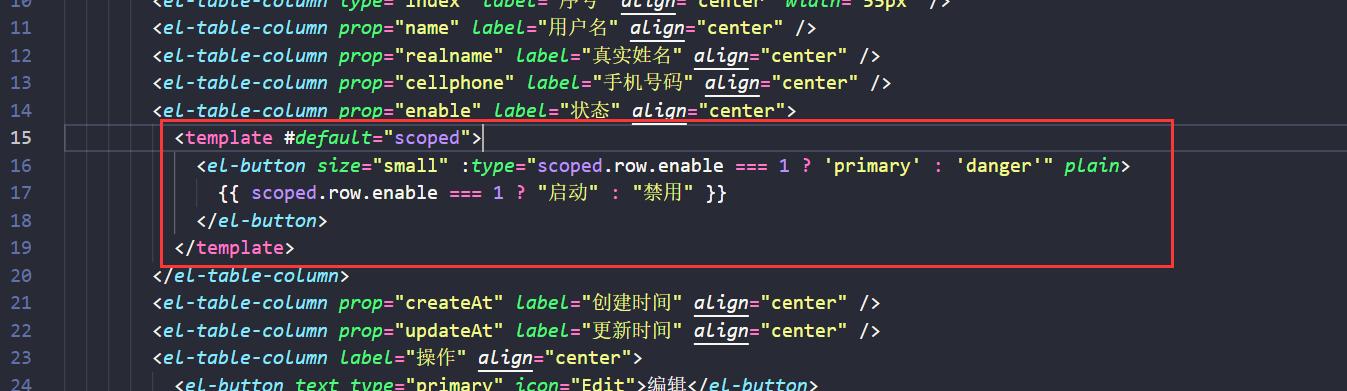 10 <el-table-column type="index" label="序号" align="center" width="55px" />
11 <el-table-column prop="name" label="用户名" align="center" />
12 <el-table-column prop="realname" label="真实姓名" align="center" />
13 <el-table-column prop="cellphone" label="手机号码" align="center" />
14 <el-table-column prop="enable" label="状态" align="center">
15 <template #default="scoped">
16 <el-button size="small" :type="scoped.row.enable === 1 ? 'primary' : 'danger'" plain>
17 {{ scoped.row.enable === 1 ? "启动" : "禁用" }}
18 </el-button>
19 </template>
20 </el-table-column>
21 <el-table-column prop="createAt" label="创建时间" align="center" />
22 <el-table-column prop="updateAt" label="更新时间" align="center" />
23 <el-table-column label="操作" align="center">
24 <el-button text type="primary" icon="Edit">编辑</el-button>